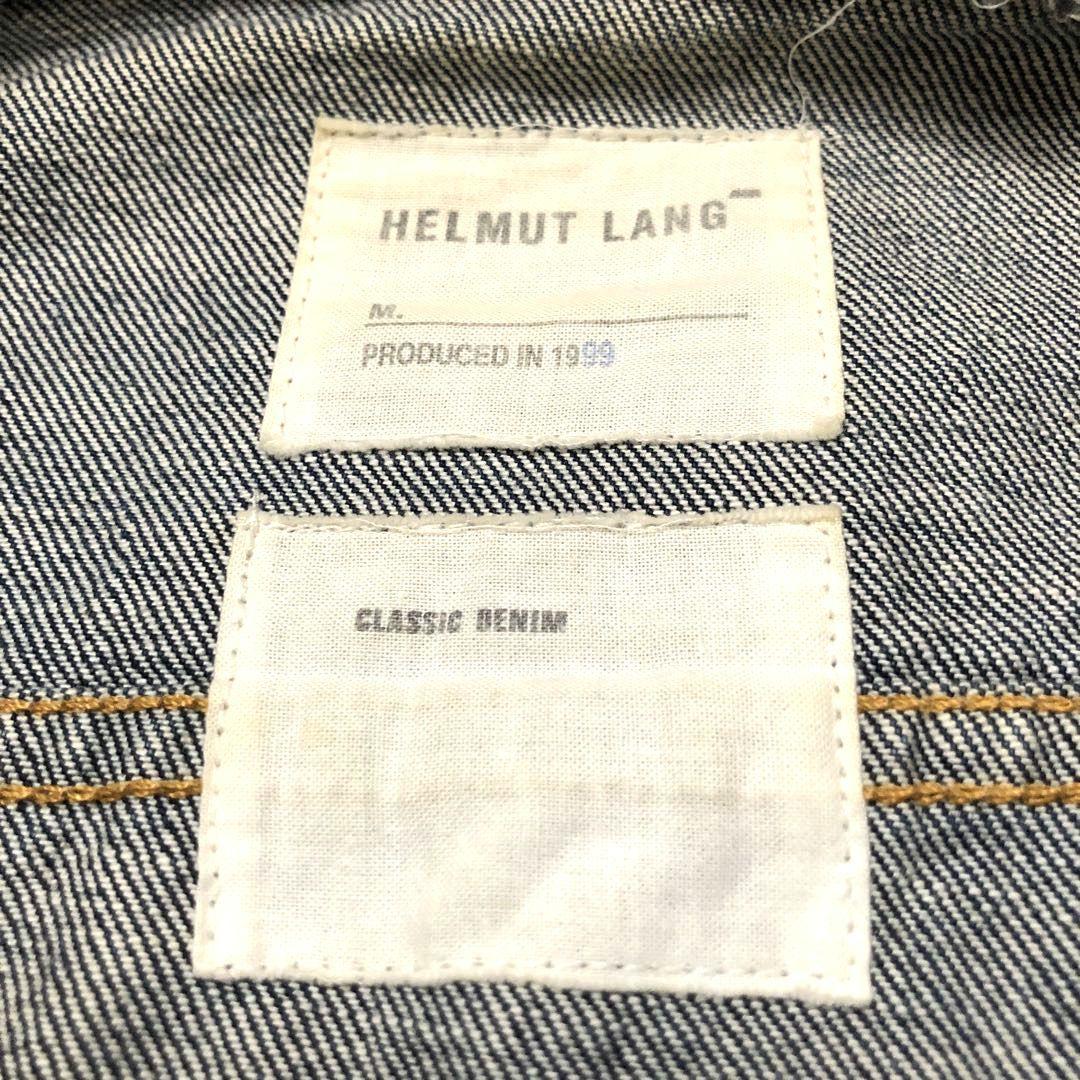 HELMUT LANG
M.
PRODUCED IN 1999
CLASSIC DENIM